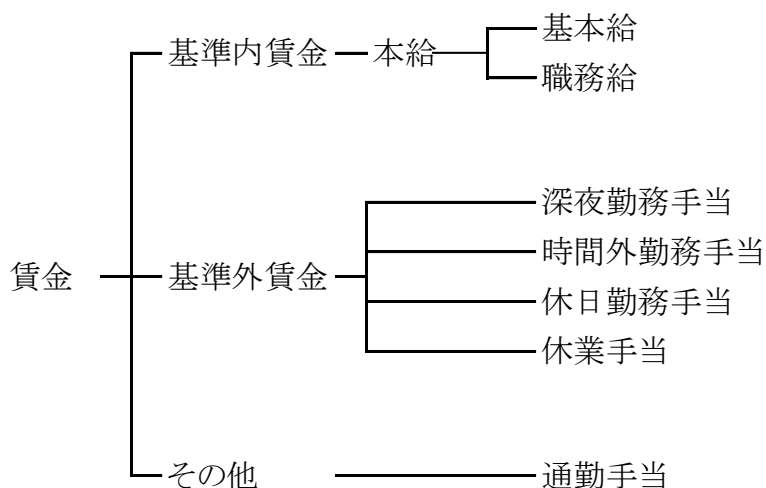 基準内賃金
本給
基本給
職務給
賃金
基準外賃金
深夜勤務手当
時間外勤務手当
休日勤務手当
休業手当
その他
通勤手当